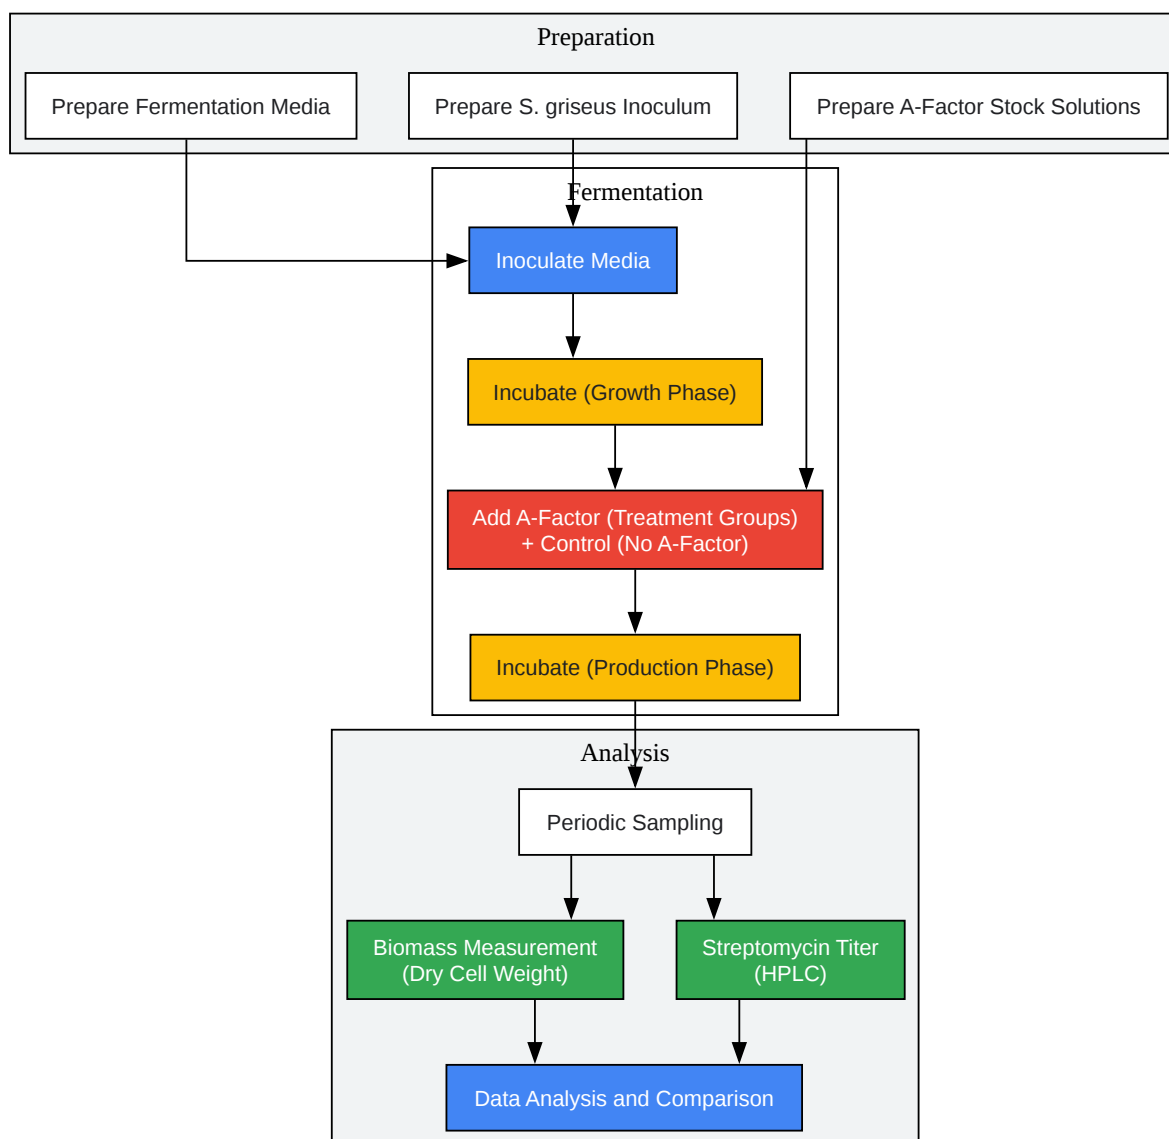 Preparation
Prepare Fermentation Media
Prepare S. griseus Inoculum
Prepare A-Factor Stock Solutions
Fermentation
Inoculate Media
Incubate (Growth Phase)
Add A-Factor (Treatment Groups)
+ Control (No A-Factor)
Incubate (Production Phase)
Analysis
Periodic Sampling
Biomass Measurement
(Dry Cell Weight)
Streptomycin Titer
(HPLC)
Data Analysis and Comparison